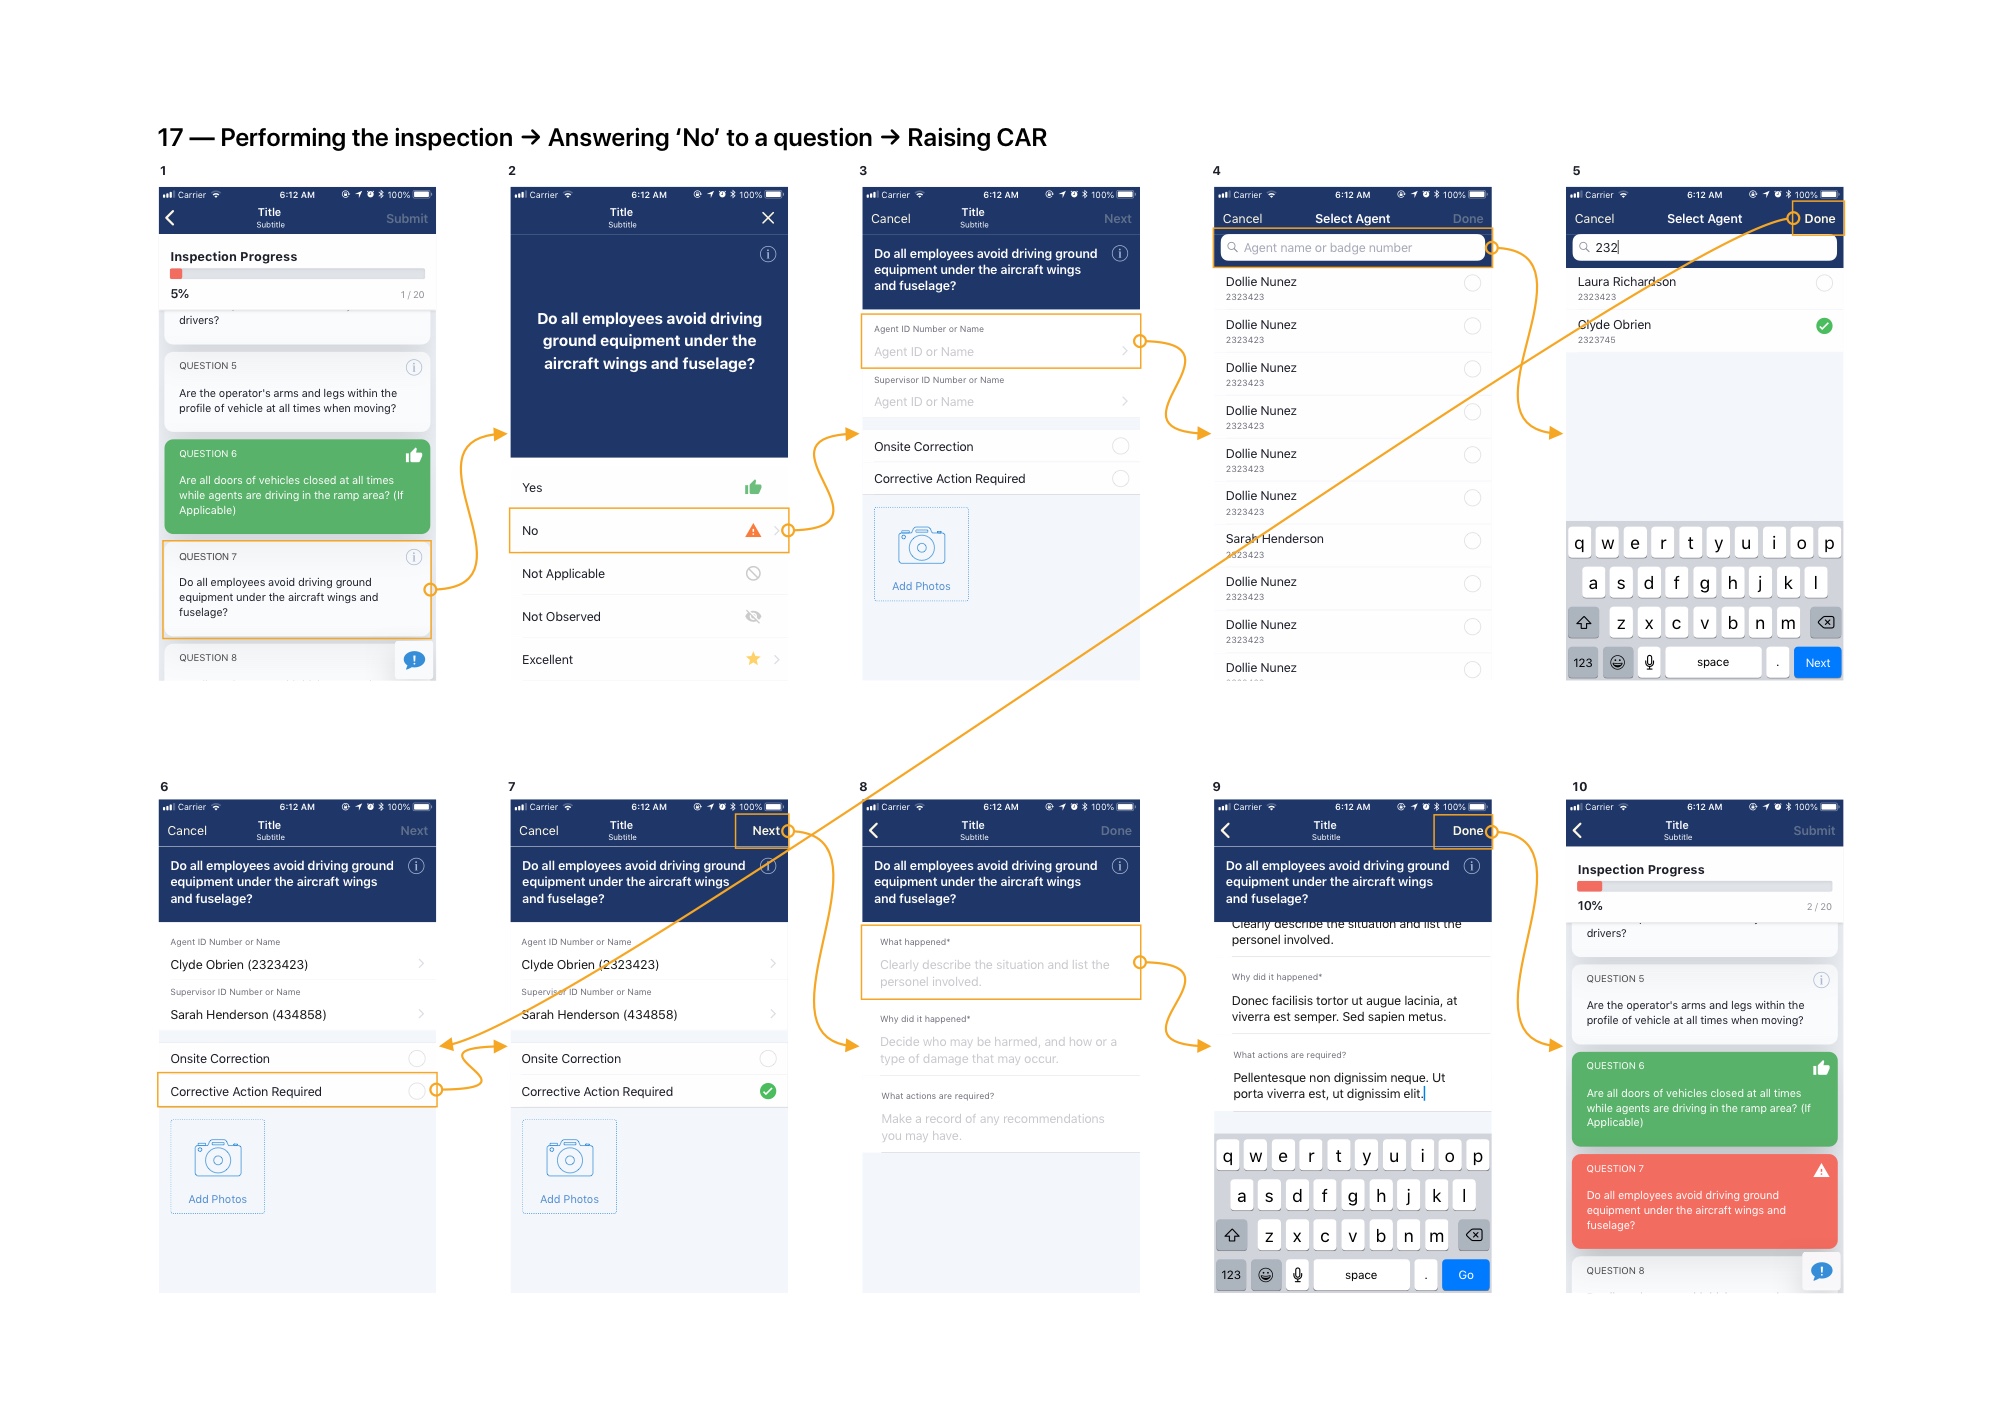 17 — Performing the inspection → Answering ‘No’ to a question → Raising CAR
1
Carrier 6:12 AM 100%
Title
Subtitle
Submit
Inspection Progress
5% 1 / 20
drivers?
QUESTION 5
Are the operator's arms and legs within the
profile of vehicle at all times when moving?
QUESTION 6
Are all doors of vehicles closed at all times
while agents are driving in the ramp area? (If
Applicable)
QUESTION 7
Do all employees avoid driving ground
equipment under the aircraft wings and
fuselage?
QUESTION 8
2
Carrier 6:12 AM 100%
Title
Subtitle
Do all employees avoid driving
ground equipment under the
aircraft wings and fuselage?
Yes
No
Not Applicable
Not Observed
Excellent
3
Carrier 6:12 AM 100%
Cancel Title Next
Subtitle
Do all employees avoid driving ground
equipment under the aircraft wings
and fuselage?
Agent ID Number or Name
Agent ID or Name
Supervisor ID Number or Name
Agent ID or Name
Onsite Correction
Corrective Action Required
Add Photos
4
Carrier 6:12 AM 100%
Cancel Select Agent Done
Agent name or badge number
Dollie Nunez
2323423
Dollie Nunez
2323423
Dollie Nunez
2323423
Dollie Nunez
2323423
Dollie Nunez
2323423
Dollie Nunez
2323423
Sarah Henderson
2323423
Dollie Nunez
2323423
Dollie Nunez
2323423
Dollie Nunez
5
Carrier 6:12 AM 100%
Cancel Select Agent Done
232
Laura Richardson
2323423
Clyde Obrien
2323745
q w e r t y u i o p
a s d f g h j k l
z x c v b n m
123 space . Next
6
Carrier 6:12 AM 100%
Cancel Title Next
Subtitle
Do all employees avoid driving ground
equipment under the aircraft wings
and fuselage?
Agent ID Number or Name
Clyde Obrien (2323423)
Supervisor ID Number or Name
Sarah Henderson (434858)
Onsite Correction
Corrective Action Required
Add Photos
7
Carrier 6:12 AM 100%
Cancel Title Next
Subtitle
Do all employees avoid driving ground
equipment under the aircraft wings
and fuselage?
Agent ID Number or Name
Clyde Obrien (2323423)
Supervisor ID Number or Name
Sarah Henderson (434858)
Onsite Correction
Corrective Action Required
Add Photos
8
Carrier 6:12 AM 100%
Title Done
Subtitle
Do all employees avoid driving ground
equipment under the aircraft wings
and fuselage?
What happened*
Clearly describe the situation and list the
personel involved.
Why did it happened*
Decide who may be harmed, and how or a
type of damage that may occur.
What actions are required?
Make a record of any recommendations
you may have.
9
Carrier 6:12 AM 100%
Title Done
Subtitle
Do all employees avoid driving ground
equipment under the aircraft wings
and fuselage?
Clearly describe the situation and list the
personel involved.
Why did it happened*
Donec facilisis tortor ut augue lacinia, at
viverra est semper. Sed sapien metus.
What actions are required?
Pellentesque non dignissim neque. Ut
porta viverra est, ut dignissim elit.
q w e r t y u i o p
a s d f g h j k l
z x c v b n m
123 space . Go
10
Carrier 6:12 AM 100%
Title Submit
Subtitle
Inspection Progress
10% 2 / 20
drivers?
QUESTION 5
Are the operator's arms and legs within the
profile of vehicle at all times when moving?
QUESTION 6
Are all doors of vehicles closed at all times
while agents are driving in the ramp area? (If
Applicable)
QUESTION 7
Do all employees avoid driving ground
equipment under the aircraft wings and
fuselage?
QUESTION 8